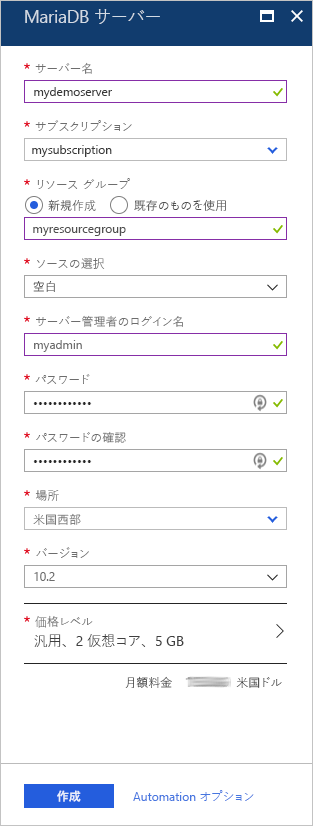 MariaDB サーバー
* サーバー名
mydemoserver
* サブスクリプション
mysubscription
* リソース グループ
新規作成 既存のものを使用
myresourcegroup
* ソースの選択
空白
* サーバー管理者のログイン名
myadmin
* パスワード
••••••••••••
* パスワードの確認
••••••••••••
* 場所
米国西部
* バージョン
10.2
* 価格レベル
汎用、2 仮想コア、5 GB
月額料金 米国ドル
作成 Automation オプション